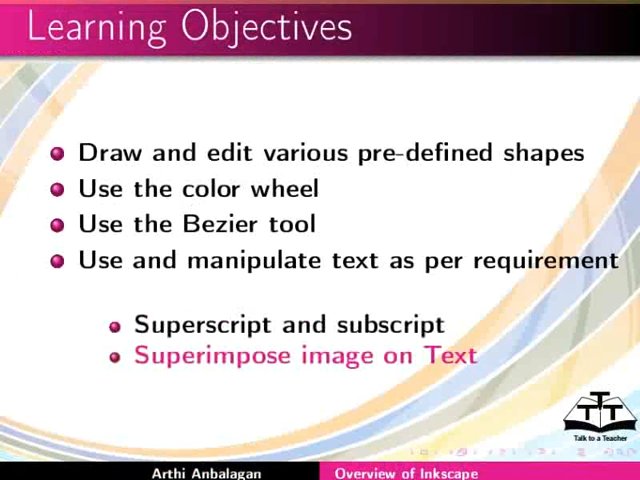 Learning Objectives
Draw and edit various pre-defined shapes
Use the color wheel
Use the Bezier tool
Use and manipulate text as per requirement
Superscript and subscript
Superimpose image on Text
TTT
Talk to a Teacher
Arthi Anbalagan
Overview of Inkscape